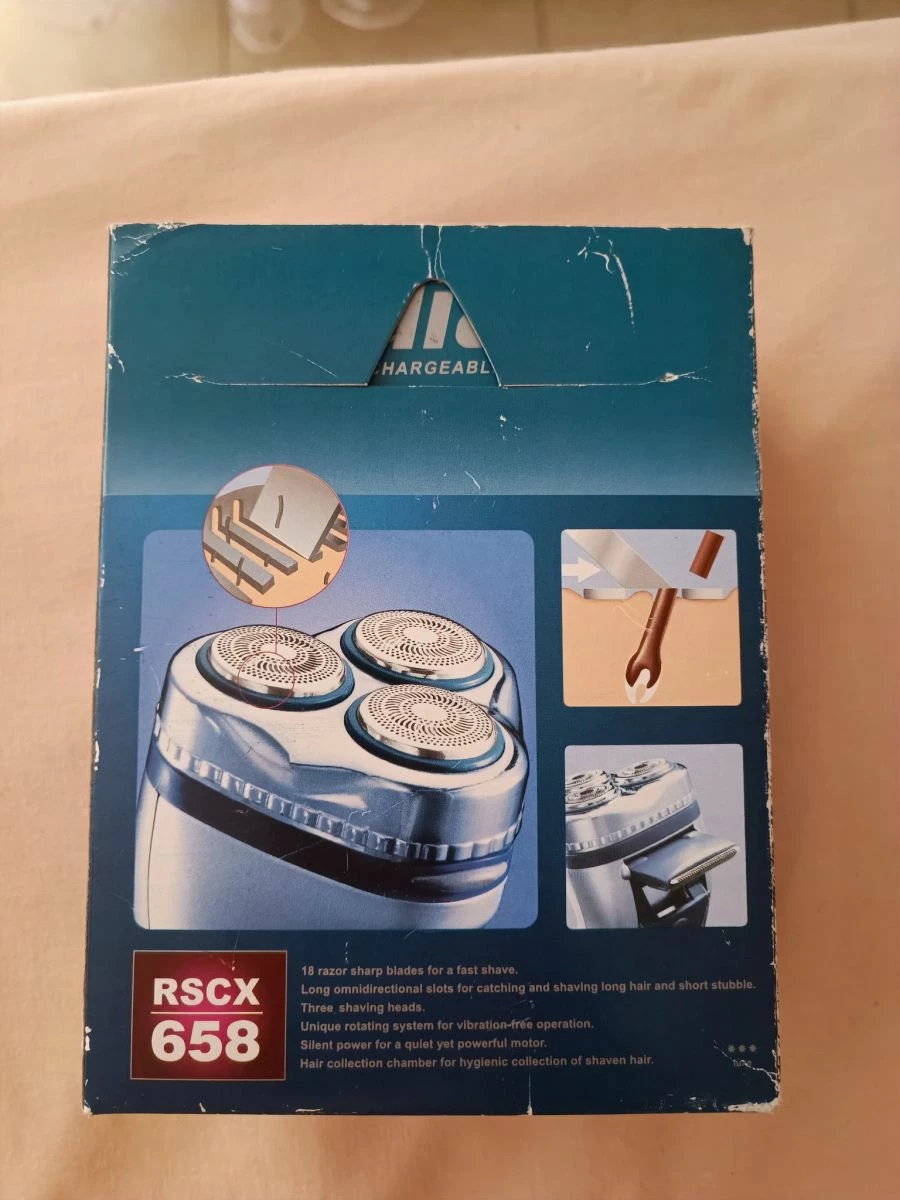 HARGEABL
RSCX
658
18 razor sharp blades for a fast shave.
Long omnidirectional slots for catching and shaving long hair and short stubble.
Three shaving heads.
Unique rotating system for vibration-free operation.
Silent power for a quiet yet powerful motor.
Hair collection chamber for hygienic collection of shaven hair.